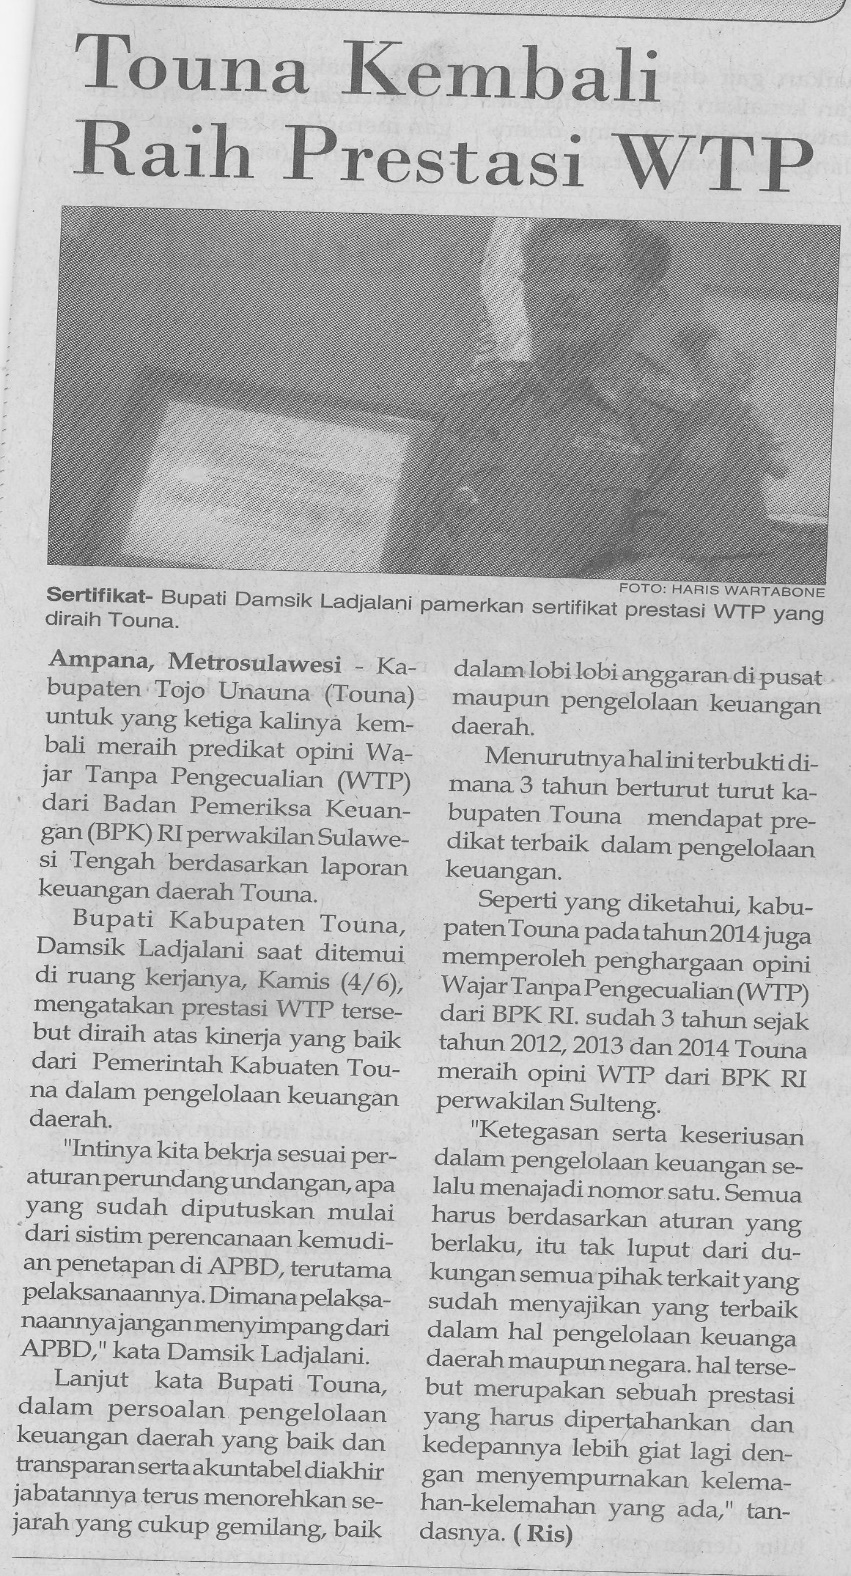 Touna Kembali
Raih Prestasi WTP
FOTO: HARIS WARTABONE
Sertifikat- Bupati Damsik Ladjalani pamerkan sertifikat prestasi WTP yang
diraih Touna.
Ampana, Metrosulawesi - Ka-
bupaten Tojo Unauna (Touna)
untuk yang ketiga kalinya kem-
bali meraih predikat opini Wa-
jar Tanpa Pengecualian (WTP)
dari Badan Pemeriksa Keuan-
gan (BPK) RI perwakilan Sulawe-
si Tengah berdasarkan laporan
keuangan daerah Touna.
Bupati Kabupaten Touna,
Damsik Ladjalani saat ditemui
di ruang kerjanya, Kamis (4/6),
mengatakan prestasi WTP terse-
but diraih atas kinerja yang baik
dari Pemerintah Kabuaten Tou-
na dalam pengelolaan keuangan
daerah.
"Intinya kita bekrja sesuai per-
aturan perundang undangan, apa
yang sudah diputuskan mulai
dari sistim perencanaan kemudi-
an penetapan di APBD, terutama
pelaksanaannya. Dimana pelaksa-
naannya jangan menyimpang dari
APBD," kata Damsik Ladjalani.
Lanjut kata Bupati Touna,
dalam persoalan pengelolaan
keuangan daerah yang baik dan
transparan serta akuntabel diakhir
jabatannya terus menorehkan se-
jarah yang cukup gemilang, baik
dalam lobi lobi anggaran di pusat
maupun pengelolaan keuangan
daerah.
Menurutnya hal ini terbukti di-
mana 3 tahun berturut turut ka-
bupaten Touna mendapat pre-
dikat terbaik dalam pengelolaan
keuangan.
Seperti yang diketahui, kabu-
paten Touna pada tahun 2014 juga
memperoleh penghargaan opini
Wajar Tanpa Pengecualian (WTP)
dari BPK RI. sudah 3 tahun sejak
tahun 2012, 2013 dan 2014 Touna
meraih opini WTP dari BPK RI
perwakilan Sulteng.
"Ketegasan serta keseriusan
dalam pengelolaan keuangan se-
lalu menajadi nomor satu. Semua
harus berdasarkan aturan yang
berlaku, itu tak luput dari du-
kungan semua pihak terkait yang
sudah menyajikan yang terbaik
dalam hal pengelolaan keuanga
daerah maupun negara. hal terse-
but merupakan sebuah prestasi
yang harus dipertahankan dan
kedepannya lebih giat lagi den-
gan menyempurnakan kelema-
han-kelemahan yang ada," tan-
dasnya. ( Ris)